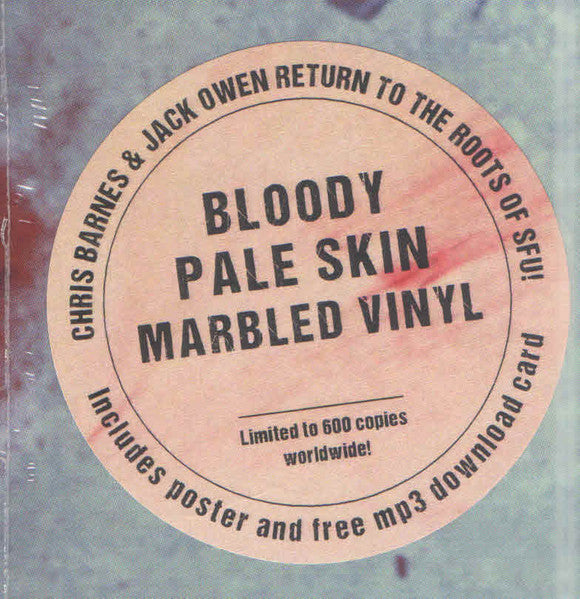 CHRIS BARNES & JACK OWEN RETURN TO THE ROOTS OF SFU!
BLOODY
PALE SKIN
MARBLED VINYL
Limited to 600 copies
worldwide!
Includes poster and free mp3 download card